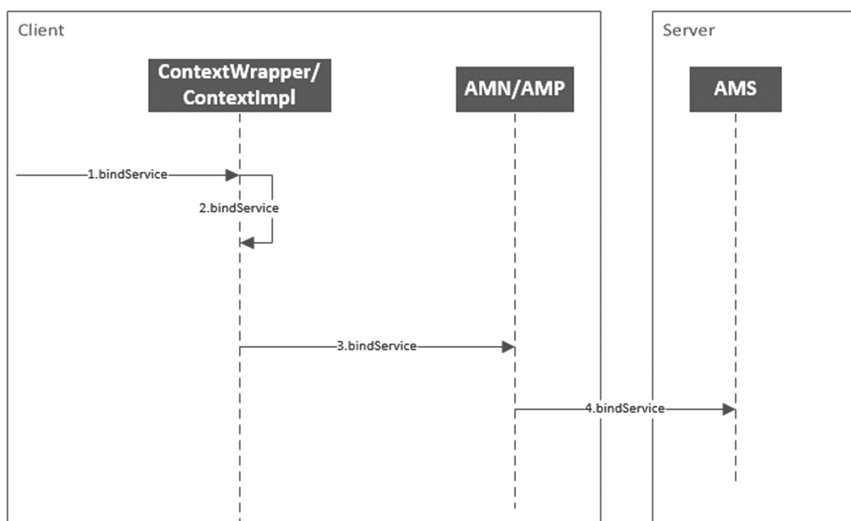 Client
Server
ContextWrapper/
ContextImpl
AMN/AMP
AMS
1.bindService
2.bindService
3.bindService
4.bindService